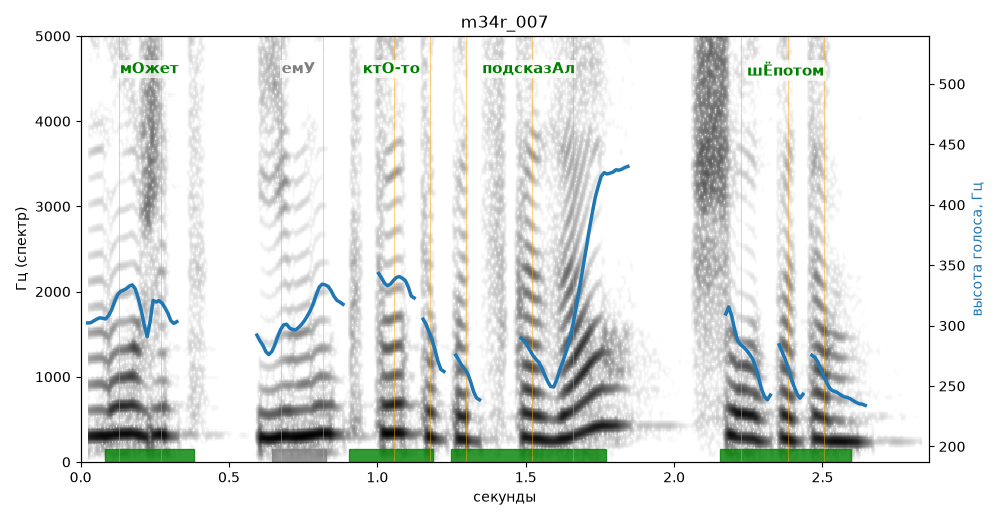 m34r_007
мОжет емУ ктО-то подсказАл шЁпотом
5000
4000
3000
2000
1000
0
Гц (спектр)
500
450
400
350
300
250
200
высота голоса, Гц
0.0 0.5 1.0 1.5 2.0 2.5
секунды